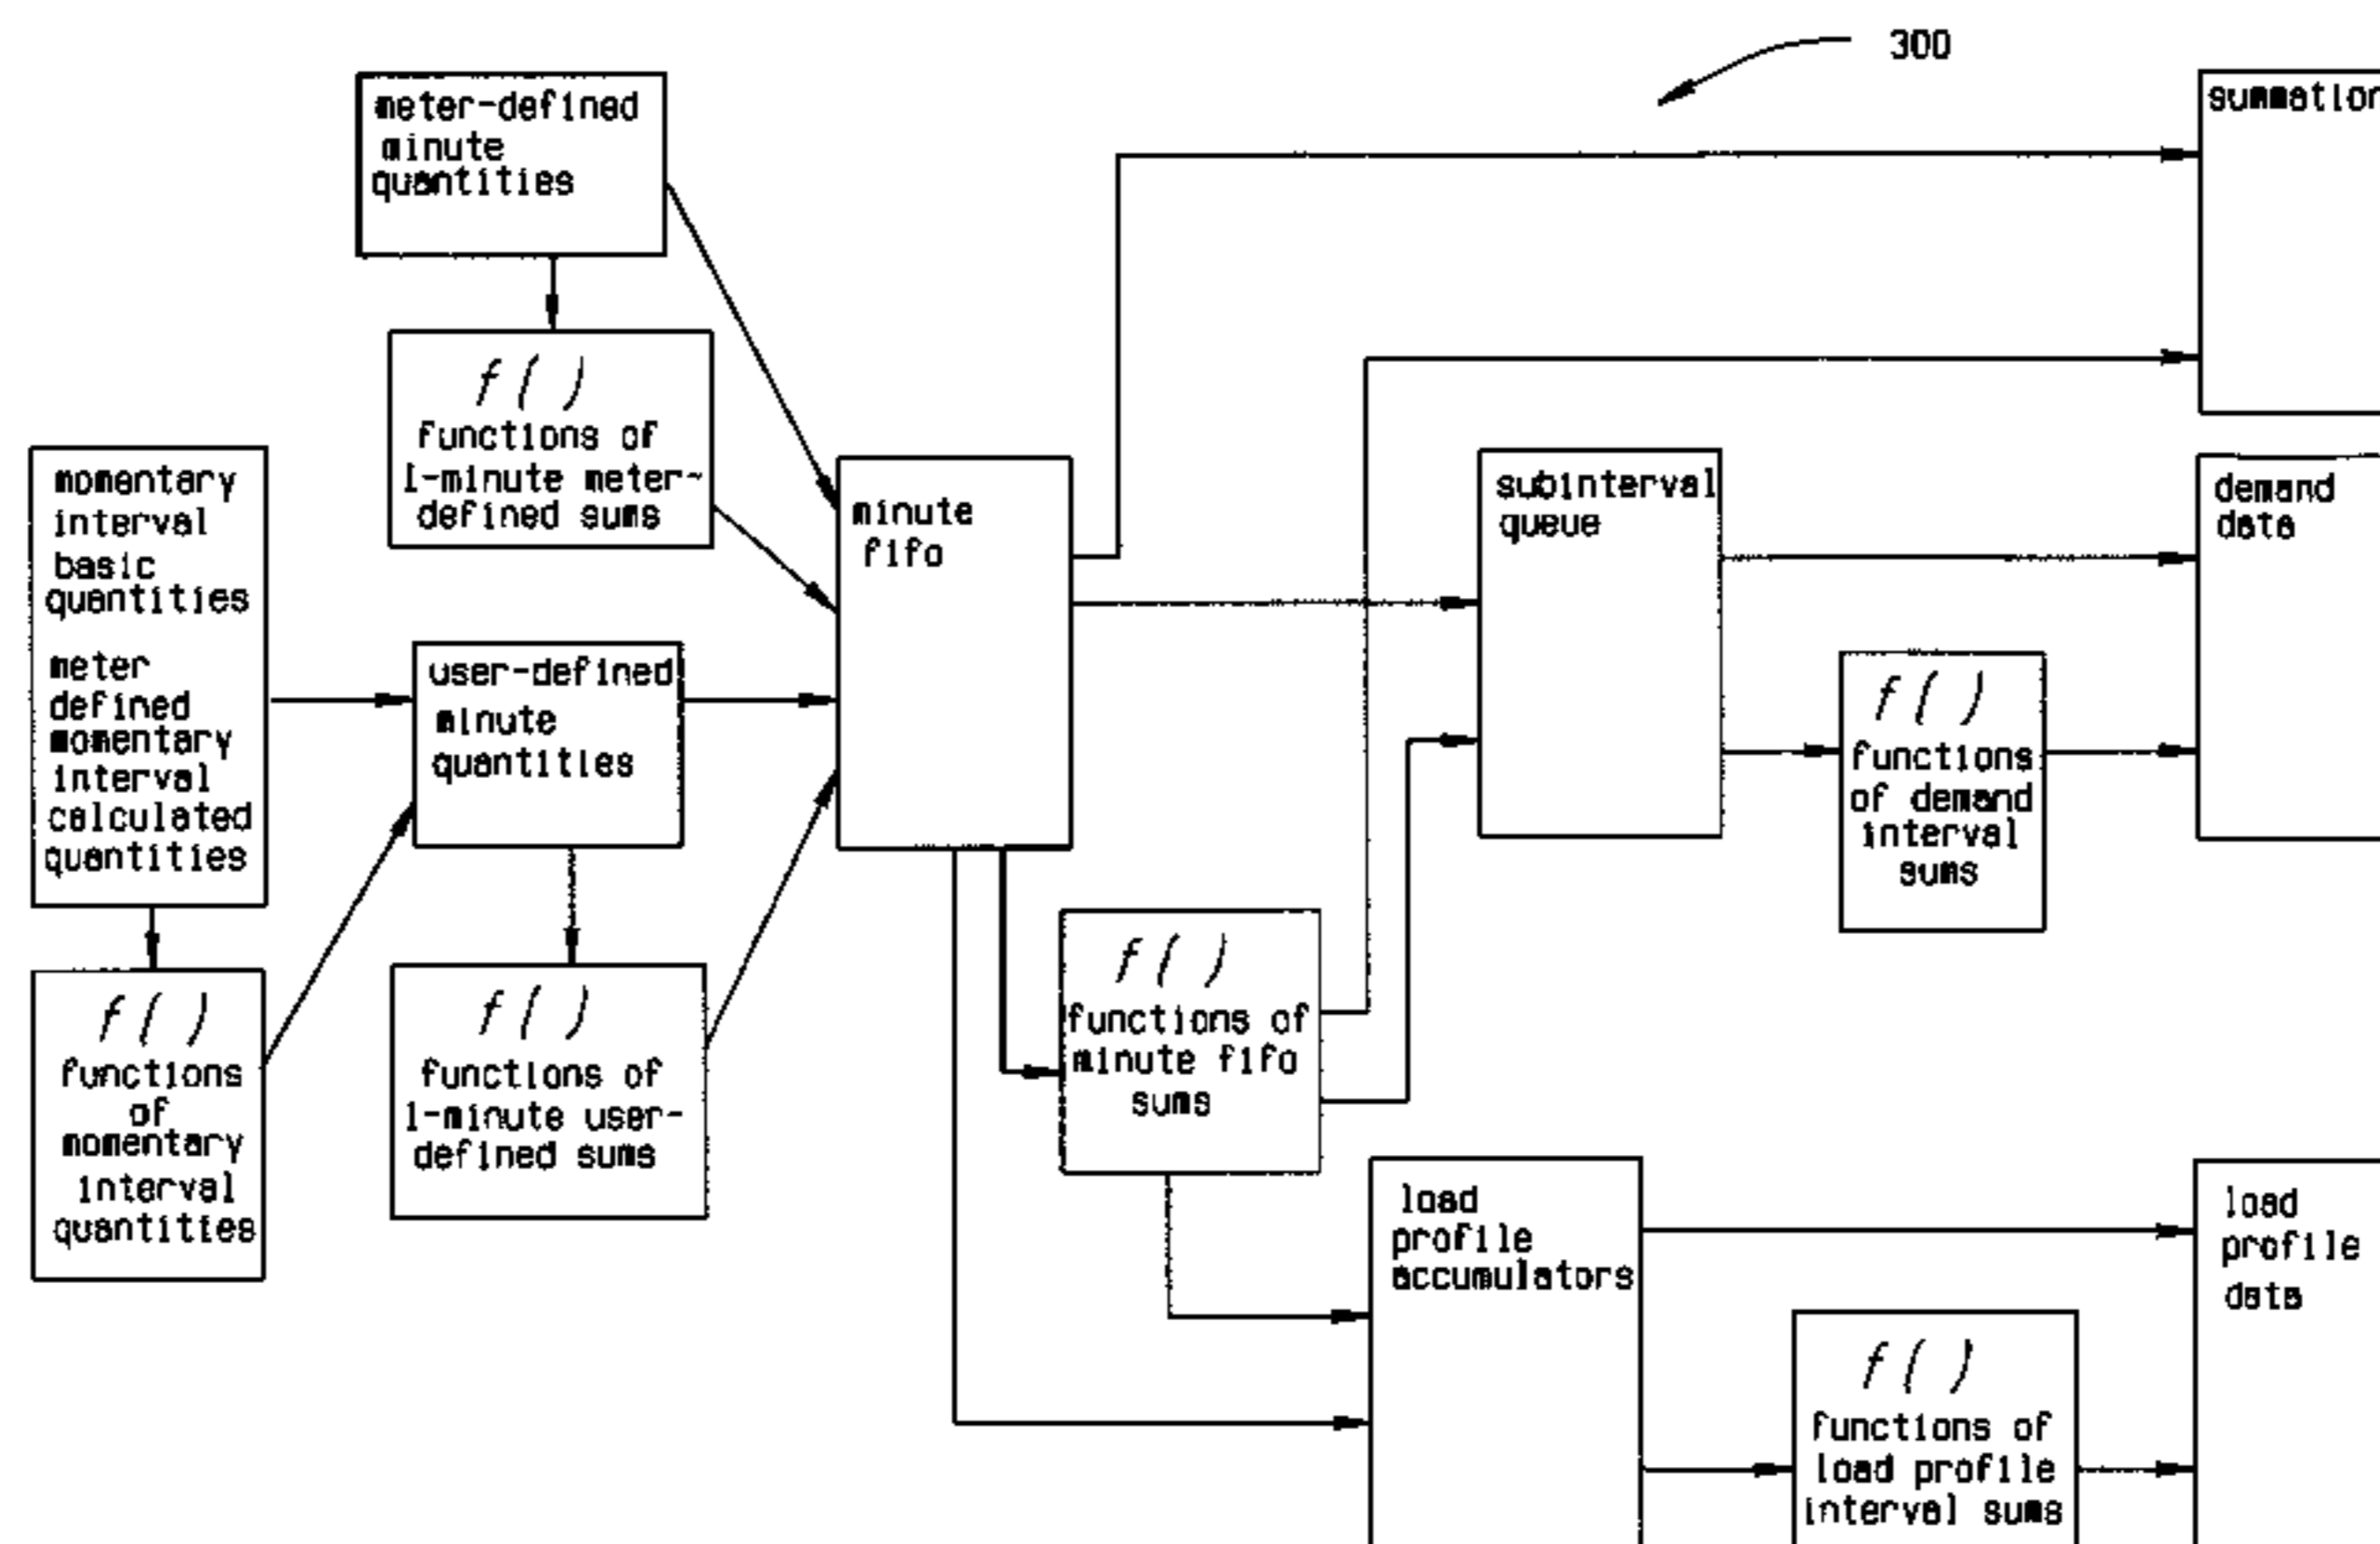 300
meter-defined
minute
quantities
summation
f ( )
functions of
1-minute meter-
defined sums
momentary
interval
basic
quantities
meter
defined
momentary
interval
calculated
quantities
minute
fifo
subinterval
queue
demand
data
user-defined
minute
quantities
f ( )
functions
of demand
interval
sums
f ( )
functions of
minute fifo
sums
f ( )
functions
of
momentary
interval
quantities
f ( )
functions of
1-minute user-
defined sums
load
profile
accumulators
load
profile
data
f ( )
functions of
load profile
interval sums